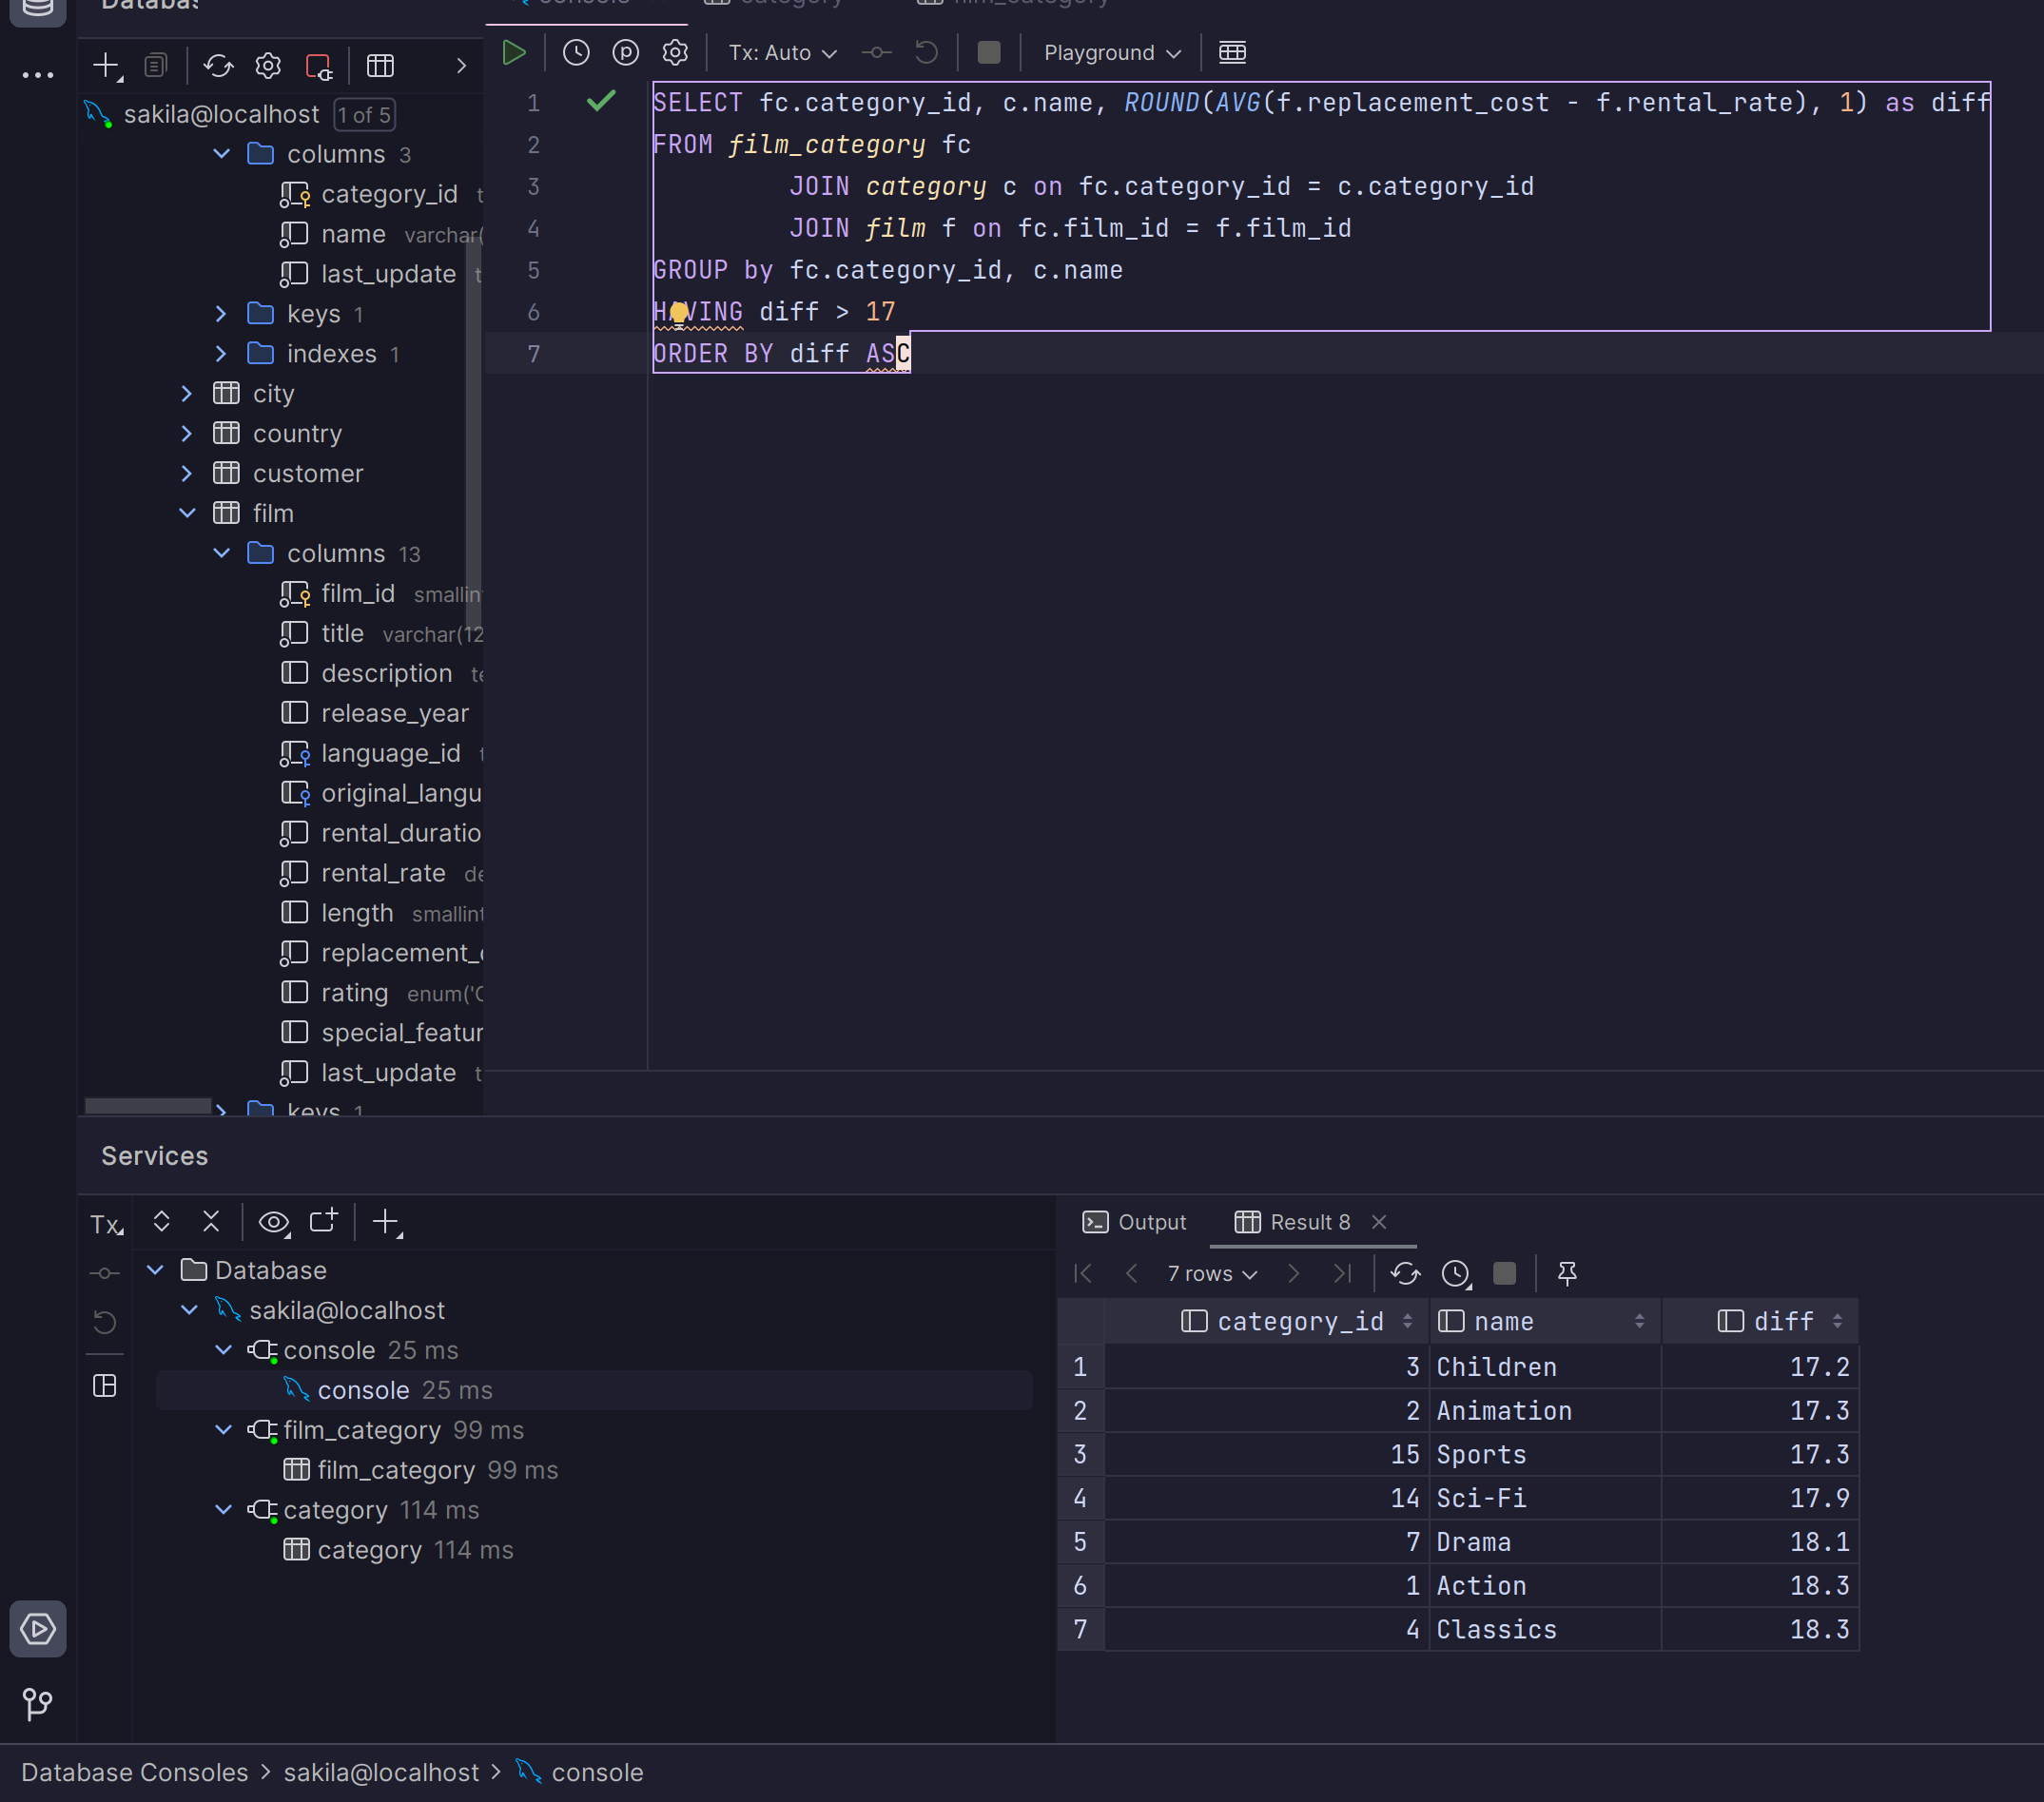 console category film_category
Tx: Auto Playground
sakila@localhost 1 of 5
columns 3
category_id
name varchar(
last_update
keys 1
indexes 1
city
country
customer
film
columns 13
film_id smallin
title varchar(12
description te
release_year
language_id
original_langu
rental_duratio
rental_rate de
length smallint
replacement_c
rating enum('G
special_featur
last_update
keys 1
1 SELECT fc.category_id, c.name, ROUND(AVG(f.replacement_cost - f.rental_rate), 1) as diff
2 FROM film_category fc
3 JOIN category c on fc.category_id = c.category_id
4 JOIN film f on fc.film_id = f.film_id
5 GROUP by fc.category_id, c.name
6 HAVING diff > 17
7 ORDER BY diff ASC
Services
Tx
Database
sakila@localhost
console 25 ms
console 25 ms
film_category 99 ms
film_category 99 ms
category 114 ms
category 114 ms
Output Result 8
7 rows
category_id name diff
1 3 Children 17.2
2 2 Animation 17.3
3 15 Sports 17.3
4 14 Sci-Fi 17.9
5 7 Drama 18.1
6 1 Action 18.3
7 4 Classics 18.3
Database Consoles > sakila@localhost > console